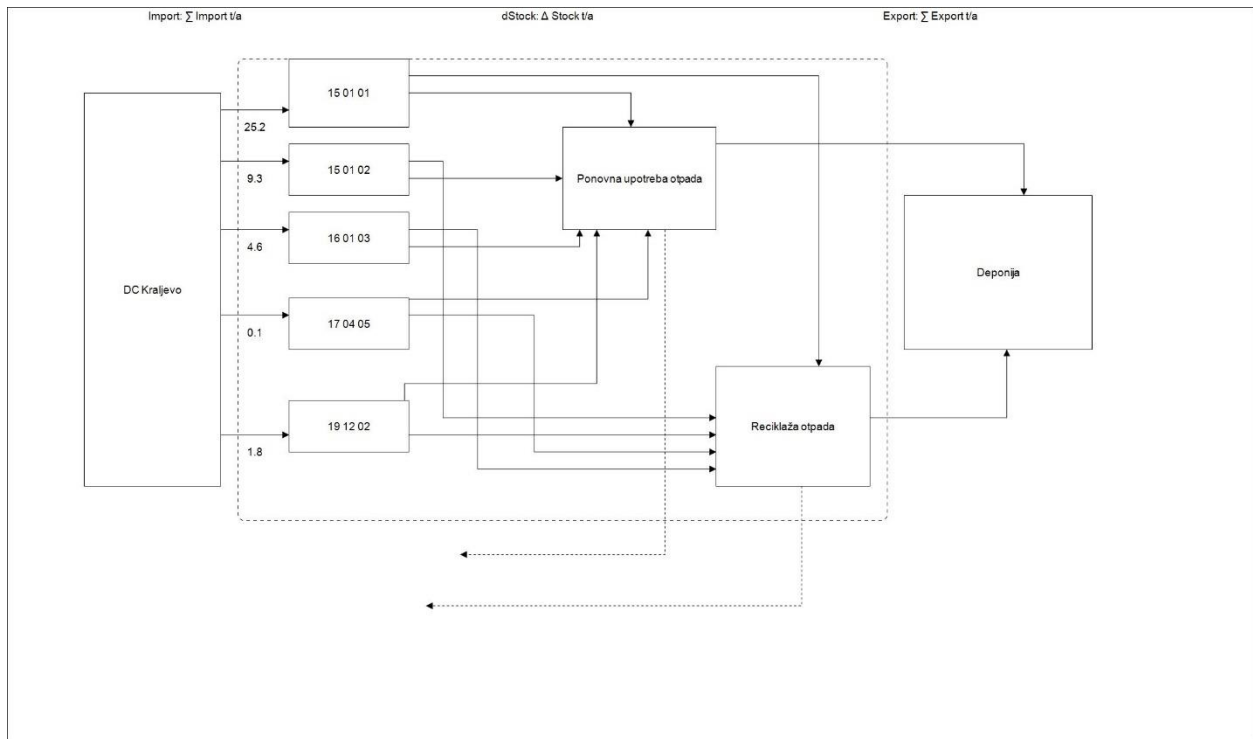 Import: ∑ Import t/a
dStock: Δ Stock t/a
Export: ∑ Export t/a
15 01 01
25.2
15 01 02
9.3
Ponovna upotreba otpada
16 01 03
4.6
DC Kraljevo
Deponija
17 04 05
0.1
19 12 02
1.8
Reciklaža otpada